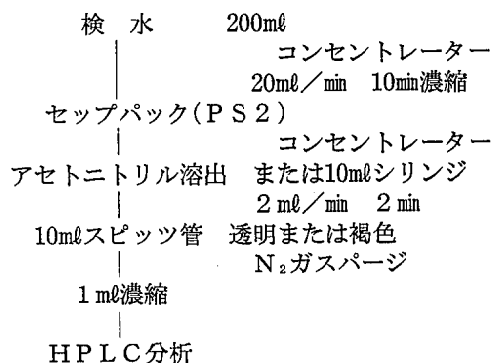 検 水 200mℓ
コンセントレーター
20mℓ/min 10min濃縮
セップパック(PS2)
コンセントレーター
アセトニトリル溶出 または10mℓシリンジ
2mℓ/min 2min
10mℓスピッツ管 透明または褐色
N₂ガスパージ
1mℓ濃縮
HPLC分析